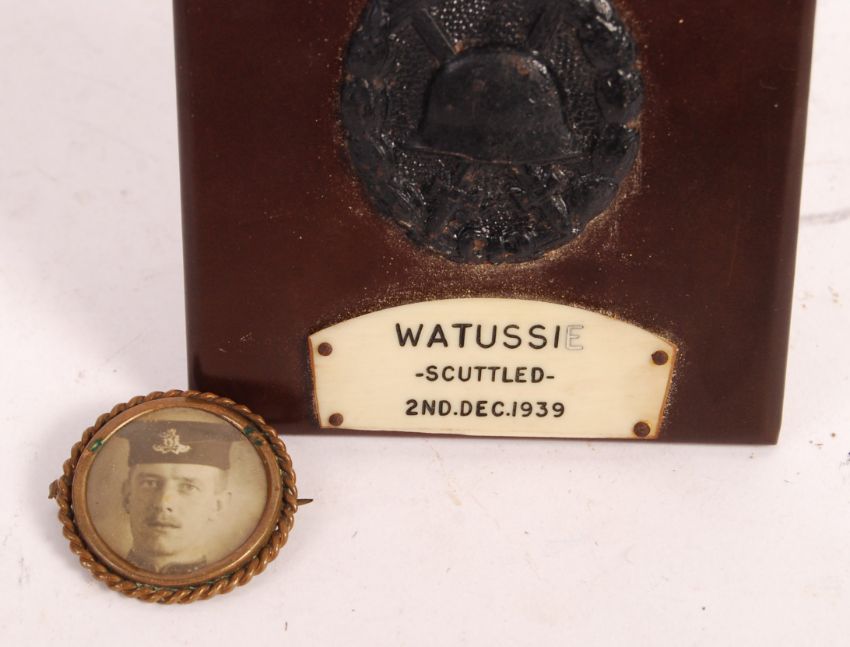 WATUSSIE
-SCUTTLED-
2ND.DEC.1939